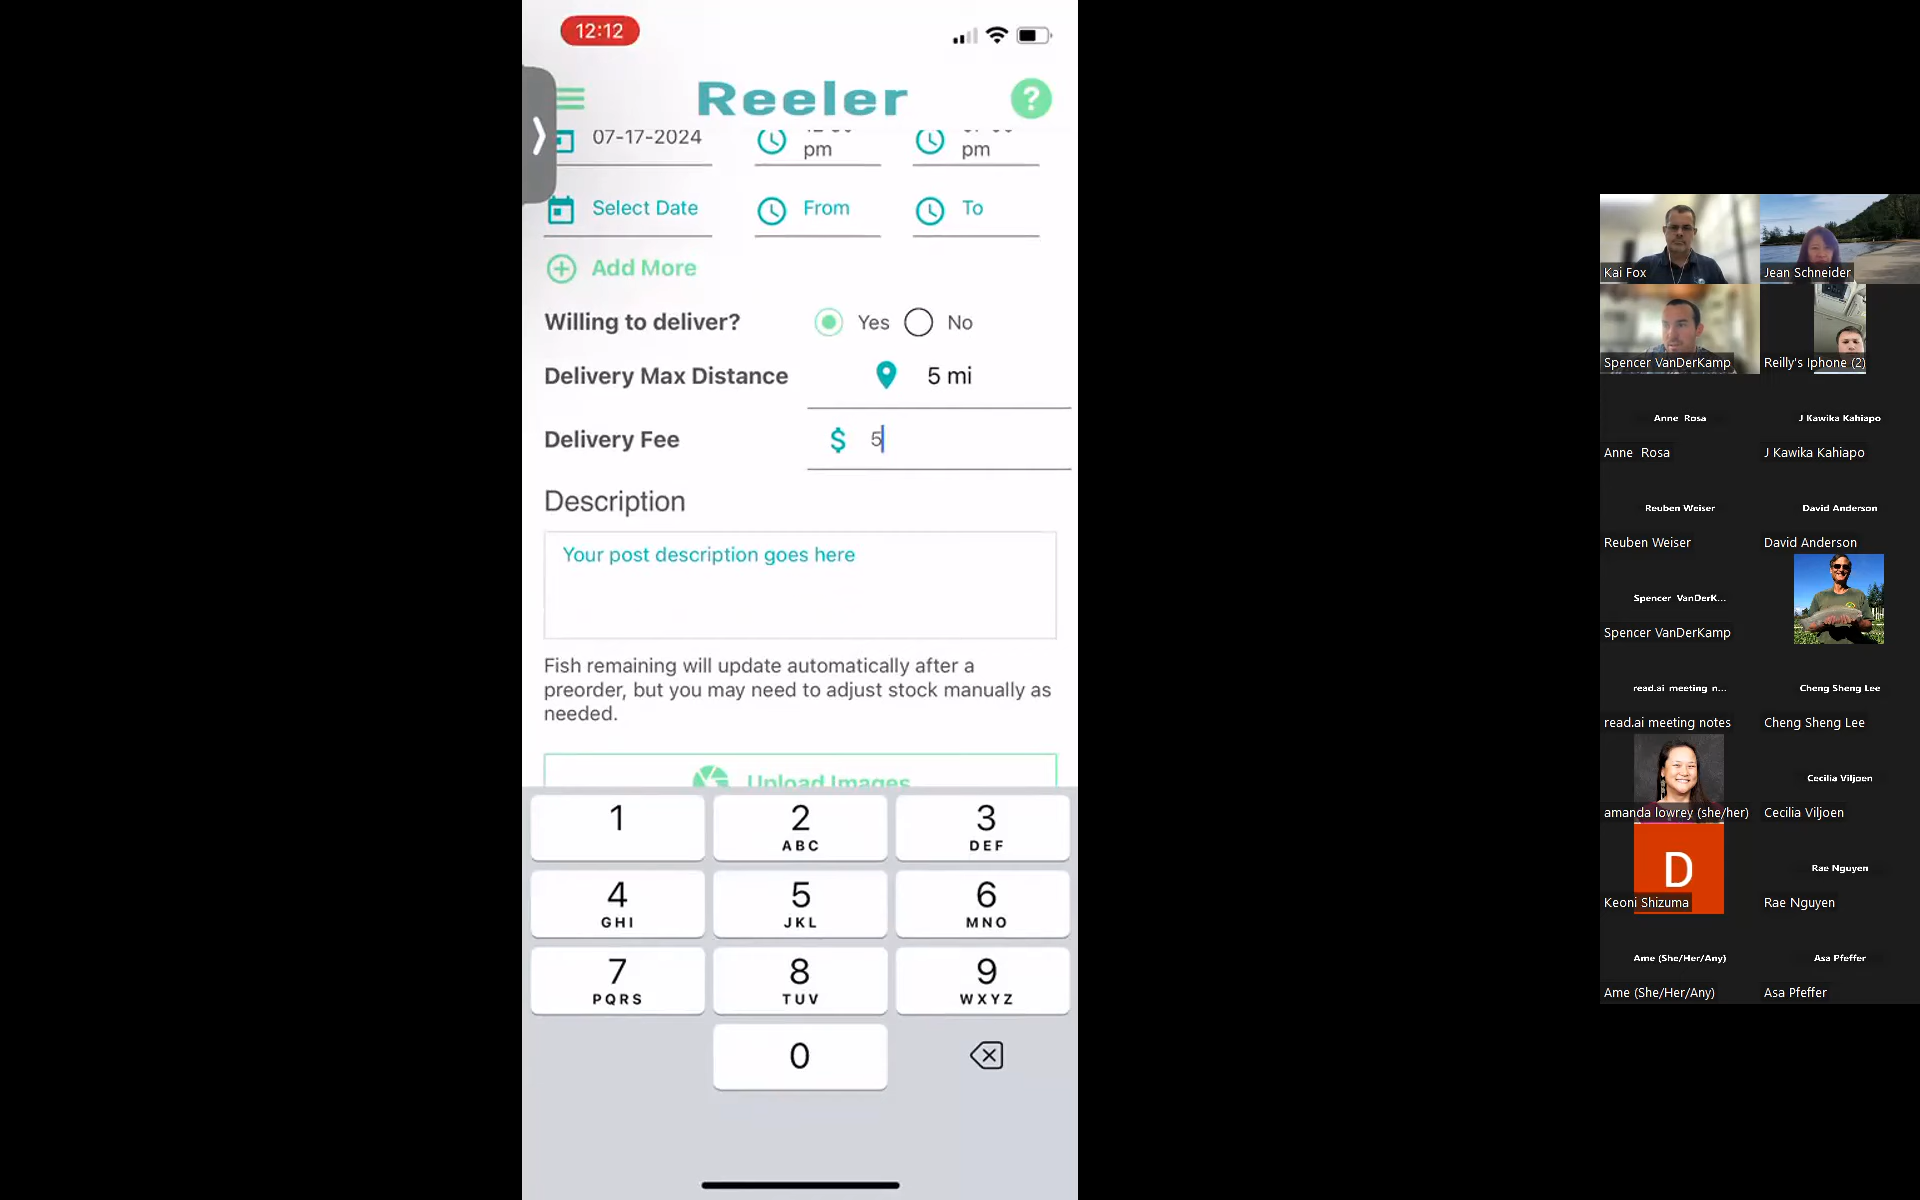 12:12
Reeler
?
07-17-2024
pm
pm
Select Date
From
To
Add More
Willing to deliver?
Yes
No
Delivery Max Distance
5 mi
Delivery Fee
$
5
Description
Your post description goes here
Fish remaining will update automatically after a
preorder, but you may need to adjust stock manually as
needed.
Upload Images
1
2
ABC
3
DEF
4
GHI
5
JKL
6
MNO
7
PQRS
8
TUV
9
WXYZ
0
Kai Fox
Jean Schneider
Spencer VanDerKamp
Reilly's Iphone (2)
Anne Rosa
Anne Rosa
J Kawika Kahiapo
J Kawika Kahiapo
Reuben Weiser
Reuben Weiser
David Anderson
David Anderson
Spencer VanDerK...
Spencer VanDerKamp
read.ai meeting n...
read.ai meeting notes
Cheng Sheng Lee
Cheng Sheng Lee
amanda lowrey (she/her)
Cecilia Viljoen
Cecilia Viljoen
D
Keoni Shizuma
Rae Nguyen
Rae Nguyen
Ame (She/Her/Any)
Ame (She/Her/Any)
Asa Pfeffer
Asa Pfeffer